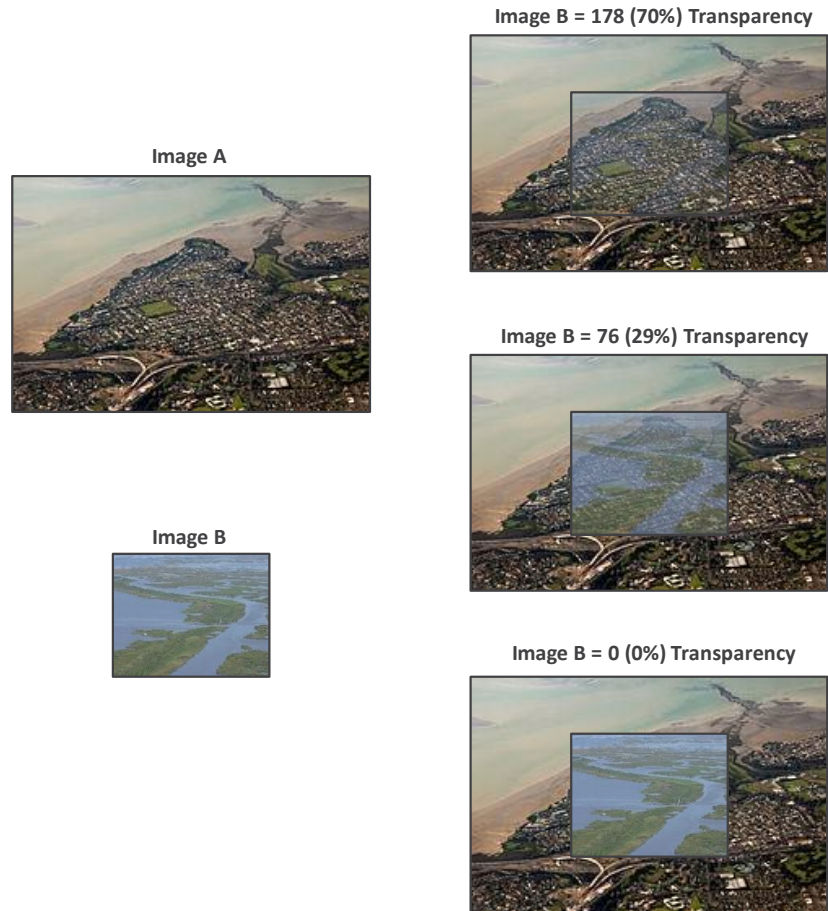 Image B = 178 (70%) Transparency
Image A
Image B = 76 (29%) Transparency
Image B
Image B = 0 (0%) Transparency